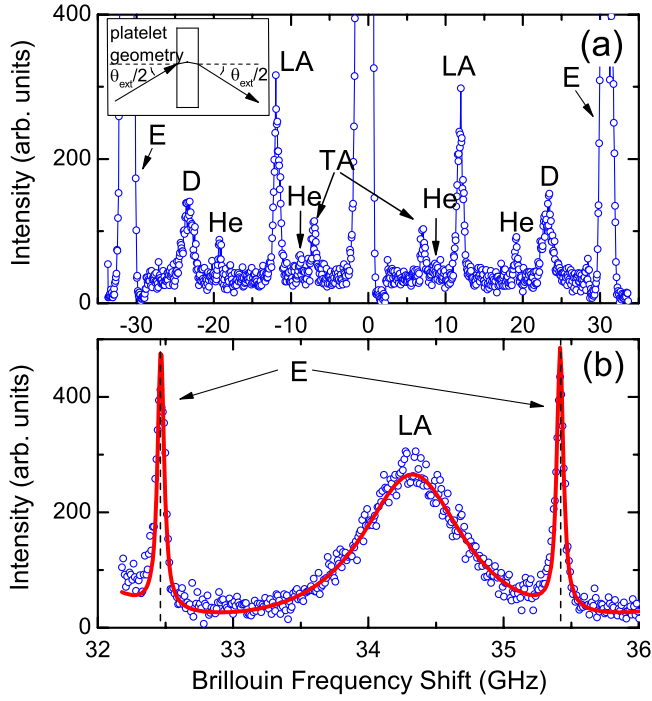 400
200
0
Intensity (arb. units)
platelet
geometry
θext/2
θext/2
(a)
LA
LA
E
E
TA
D
He
He
He
He
D
-30
-20
-10
0
10
20
30
(b)
E
LA
400
200
0
Intensity (arb. units)
32
33
34
35
36
Brillouin Frequency Shift (GHz)